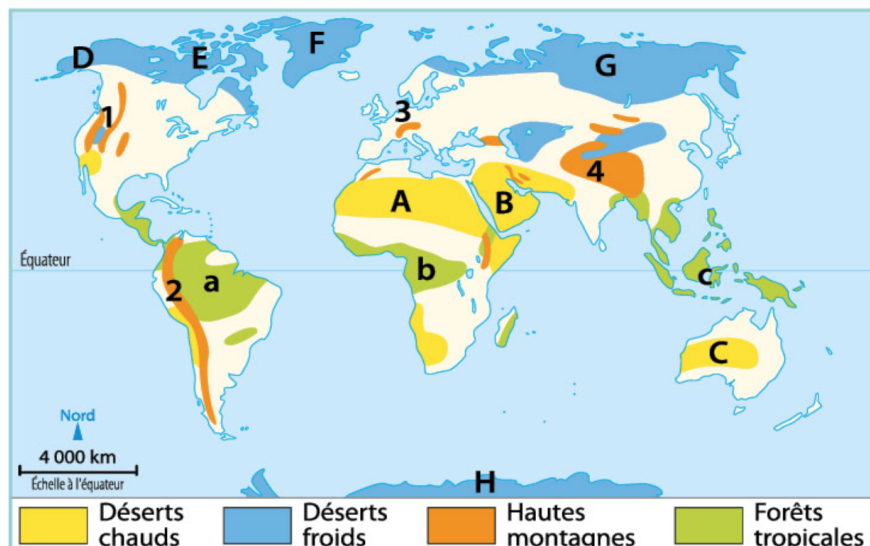 D
E
F
G
1
3
4
A
B
Équateur
a
b
c
2
C
Nord
4 000 km
Échelle à l'équateur
H
Déserts
chauds
Déserts
froids
Hautes
montagnes
Forêts
tropicales